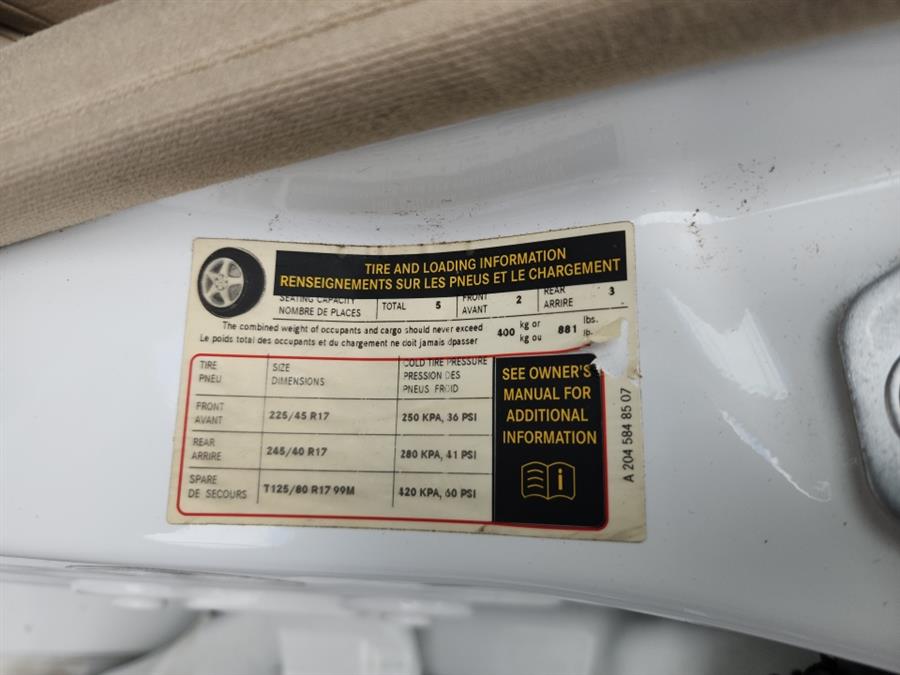 TIRE AND LOADING INFORMATION
RENSEIGNEMENTS SUR LES PNEUS ET LE CHARGEMENT
SEATING CAPACITY
NOMBRE DE PLACES
TOTAL 5
FRONT
AVANT
2
REAR
ARRIRE
3
The combined weight of occupants and cargo should never exceed
Le poids total des occupants et du chargement ne doit jamais dpasser
400 kg or
kg ou
881 lbs.
lb.
TIRE
PNEU
SIZE
DIMENSIONS
COLD TIRE PRESSURE
PRESSION DES
PNEUS FROID
FRONT
AVANT
225/45 R17
250 KPA, 36 PSI
REAR
ARRIRE
245/40 R17
280 KPA, 41 PSI
SPARE
DE SECOURS
T125/80 R17 99M
420 KPA, 60 PSI
SEE OWNER'S
MANUAL FOR
ADDITIONAL
INFORMATION
A 204 584 85 07